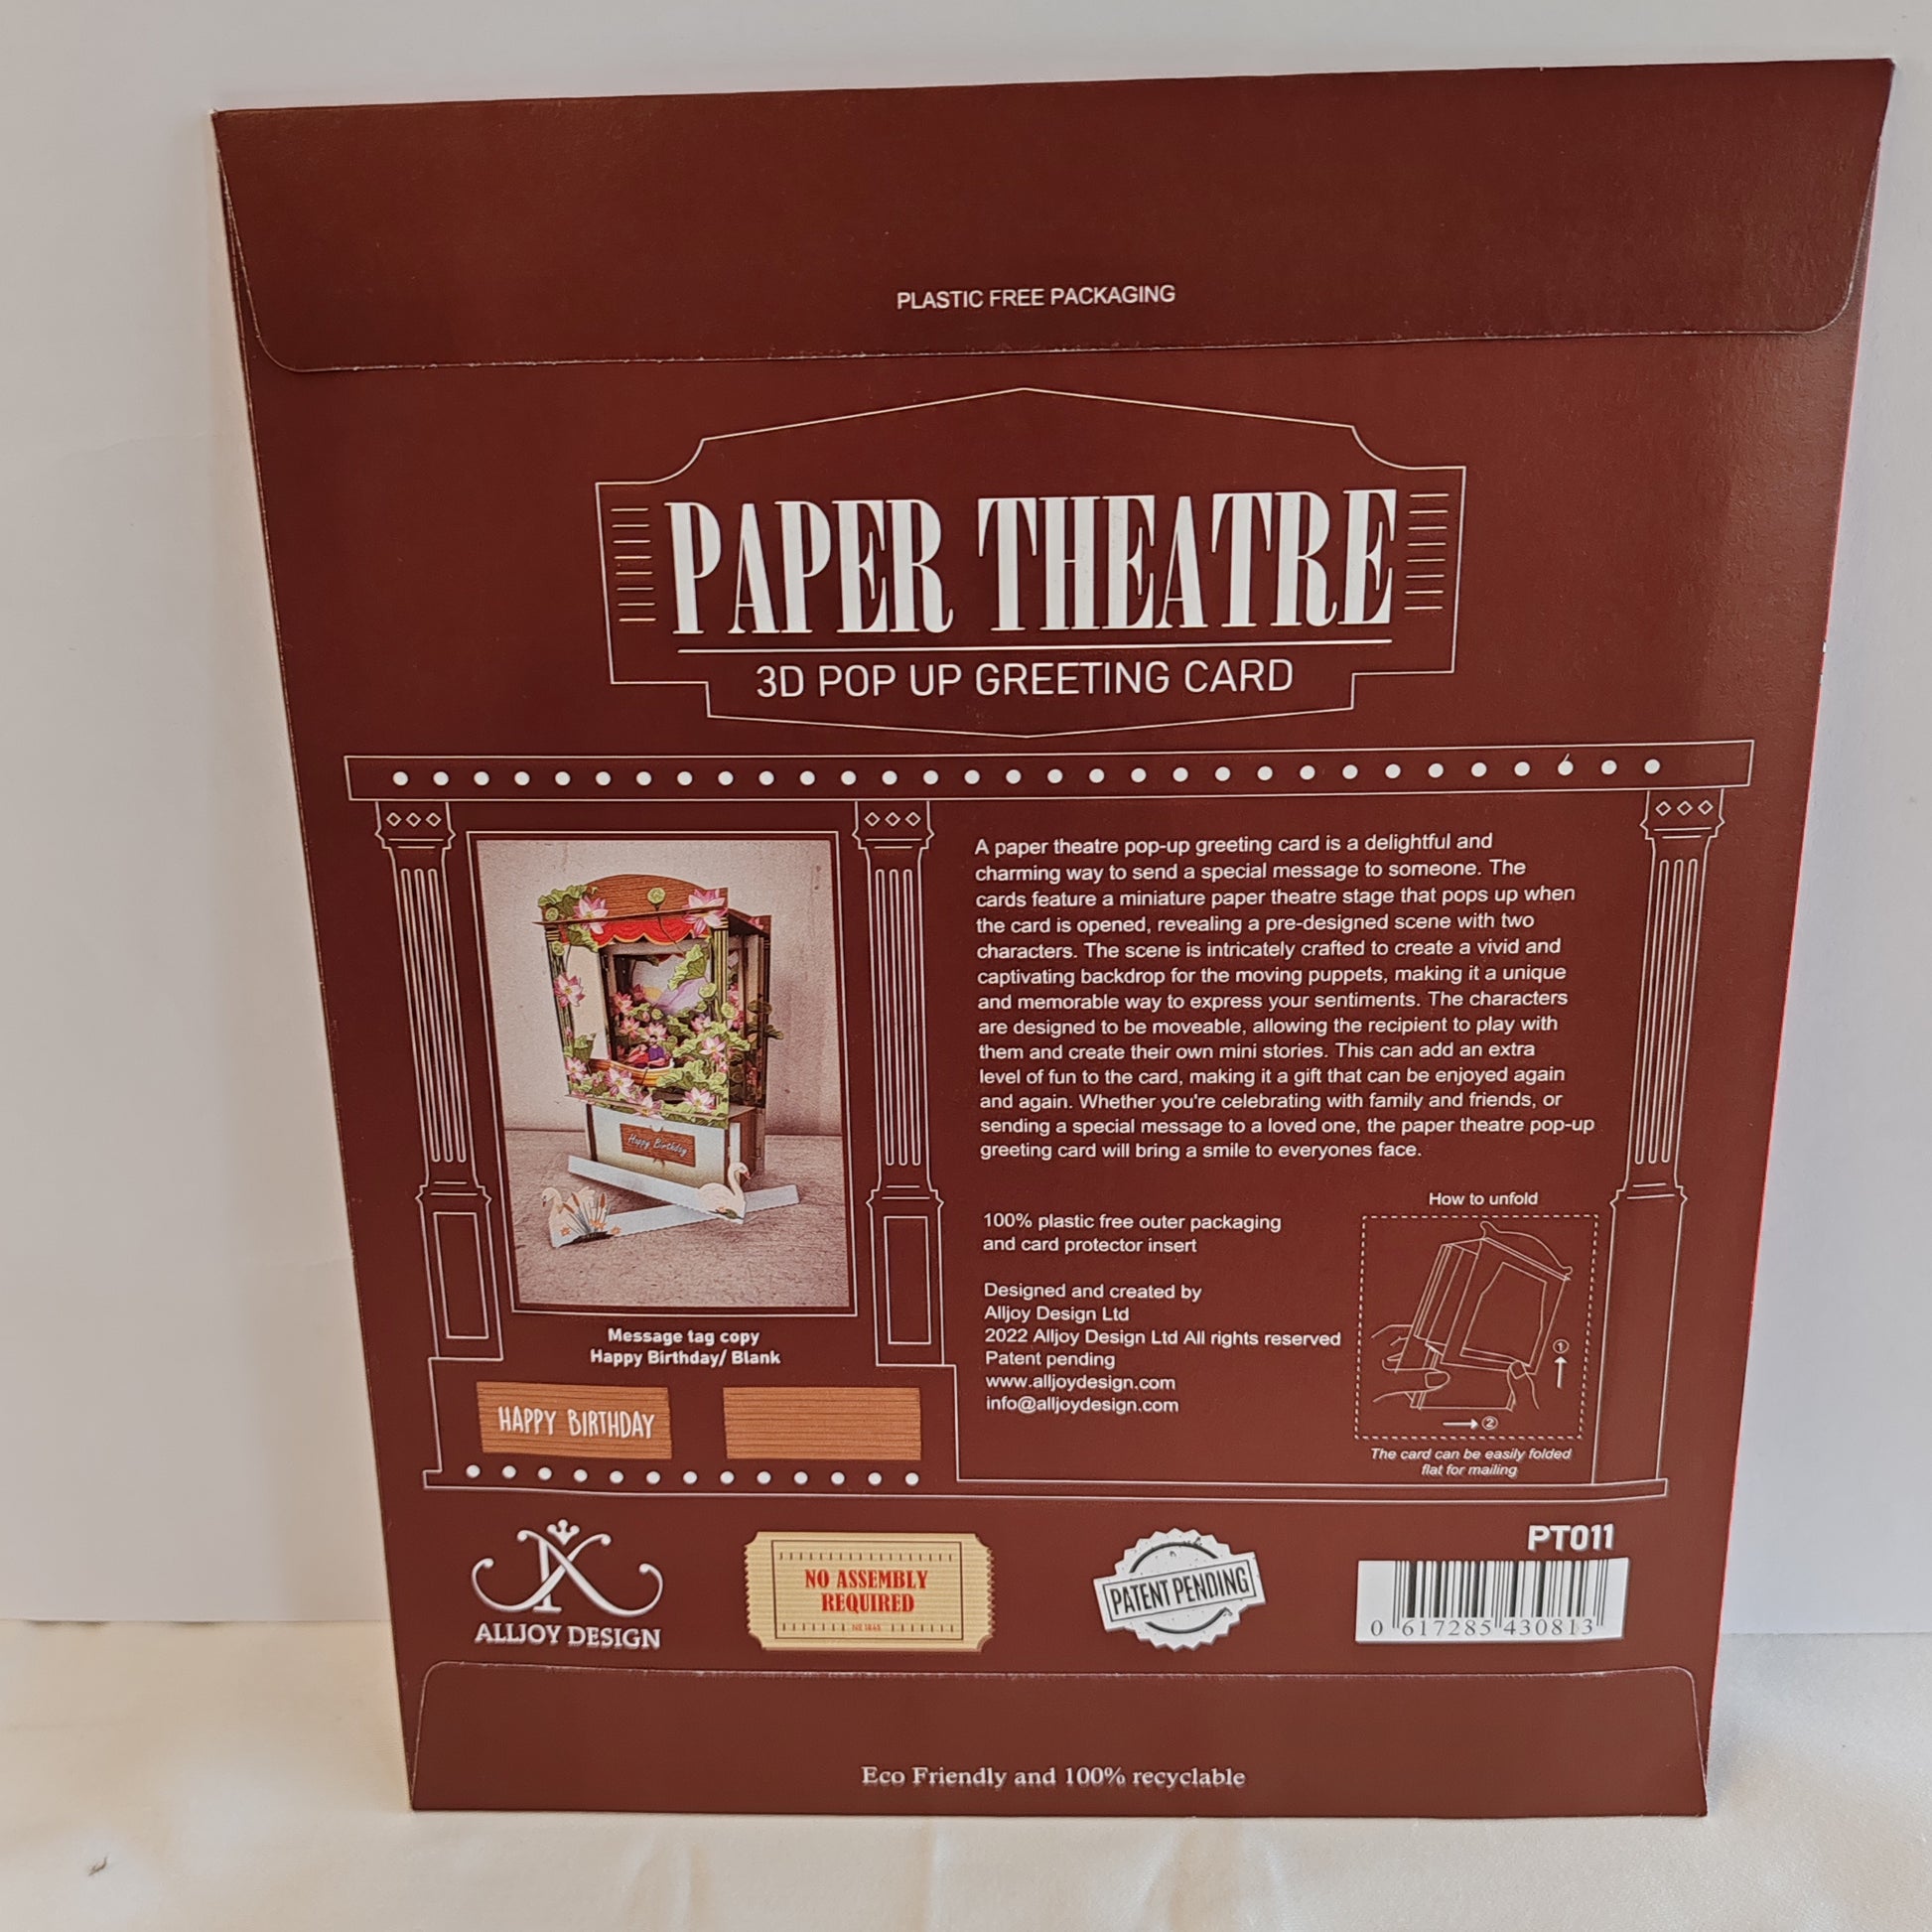 PLASTIC FREE PACKAGING
PAPER THEATRE
3D POP UP GREETING CARD
A paper theatre pop-up greeting card is a delightful and
charming way to send a special message to someone. The
cards feature a miniature paper theatre stage that pops up when
the card is opened, revealing a pre-designed scene with two
characters. The scene is intricately crafted to create a vivid and
captivating backdrop for the moving puppets, making it a unique
and memorable way to express your sentiments. The characters
are designed to be moveable, allowing the recipient to play with
them and create their own mini stories. This can add an extra
level of fun to the card, making it a gift that can be enjoyed again
and again. Whether you're celebrating with family and friends, or
sending a special message to a loved one, the paper theatre pop-up
greeting card will bring a smile to everyones face.
Happy Birthday
Message tag copy
Happy Birthday/ Blank
HAPPY BIRTHDAY
100% plastic free outer packaging
and card protector insert
Designed and created by
Alljoy Design Ltd
2022 Alljoy Design Ltd All rights reserved
Patent pending
www.alljoydesign.com
info@alljoydesign.com
How to unfold
1
2
The card can be easily folded
flat for mailing
ALLJOY DESIGN
NO ASSEMBLY
REQUIRED
PATENT PENDING
PT011
0 617285 430813
Eco Friendly and 100% recyclable